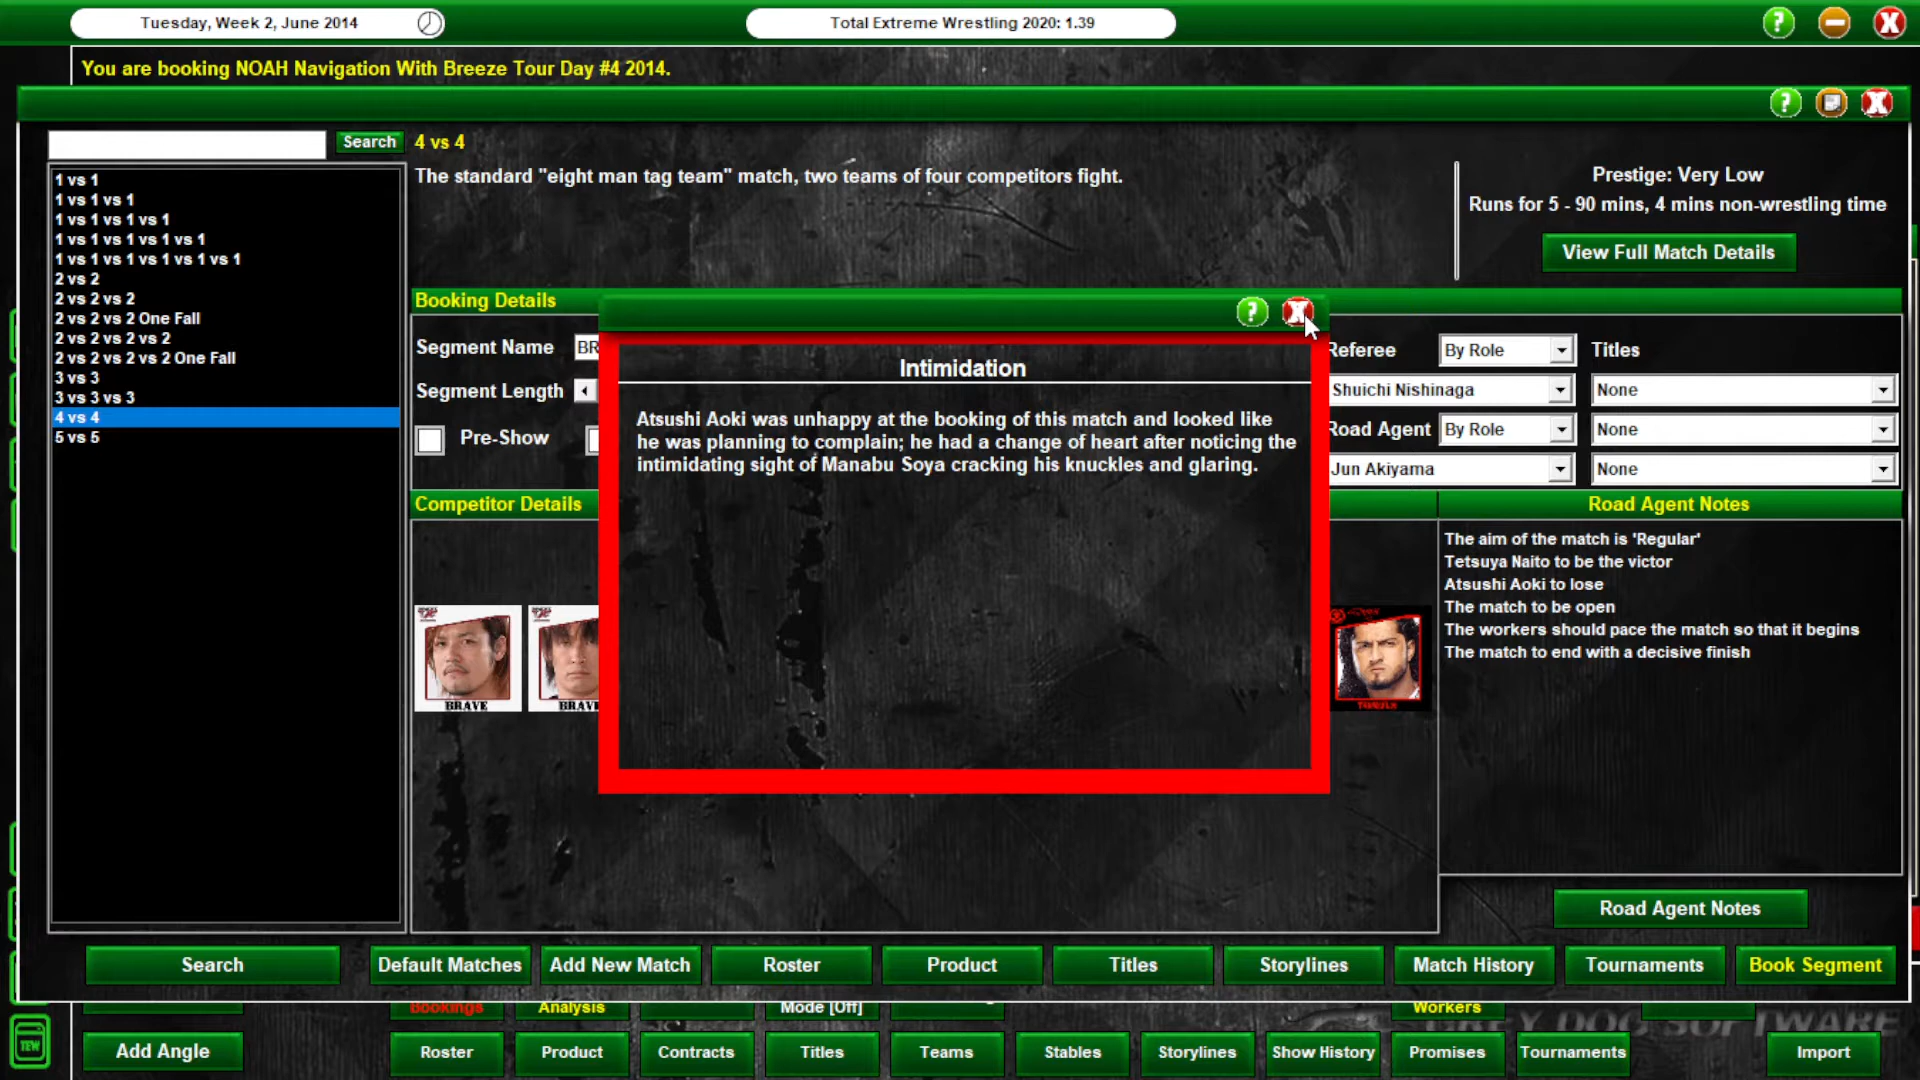 Tuesday, Week 2, June 2014
Total Extreme Wrestling 2020: 1.39
You are booking NOAH Navigation With Breeze Tour Day #4 2014.
Search
4 vs 4
The standard "eight man tag team" match, two teams of four competitors fight.
Prestige: Very Low
Runs for 5 - 90 mins, 4 mins non-wrestling time
View Full Match Details
1 vs 1
1 vs 1 vs 1
1 vs 1 vs 1 vs 1
1 vs 1 vs 1 vs 1 vs 1
1 vs 1 vs 1 vs 1 vs 1 vs 1
2 vs 2
2 vs 2 vs 2
2 vs 2 vs 2 One Fall
2 vs 2 vs 2 vs 2
2 vs 2 vs 2 vs 2 One Fall
3 vs 3
3 vs 3 vs 3
4 vs 4
5 vs 5
Booking Details
Segment Name
BR
Segment Length
Pre-Show
Referee
By Role
Titles
Shuichi Nishinaga
None
Road Agent
By Role
None
Jun Akiyama
None
Intimidation
Atsushi Aoki was unhappy at the booking of this match and looked like
he was planning to complain; he had a change of heart after noticing the
intimidating sight of Manabu Soya cracking his knuckles and glaring.
Competitor Details
BRAVE
BRAV
Road Agent Notes
The aim of the match is 'Regular'
Tetsuya Naito to be the victor
Atsushi Aoki to lose
The match to be open
The workers should pace the match so that it begins
The match to end with a decisive finish
Road Agent Notes
Search
Default Matches
Add New Match
Roster
Product
Titles
Storylines
Match History
Tournaments
Book Segment
Bookings
Analysis
Mode [Off]
Workers
GREY DOG SOFTWARE
TEW
Add Angle
Roster
Product
Contracts
Titles
Teams
Stables
Storylines
Show History
Promises
Tournaments
Import